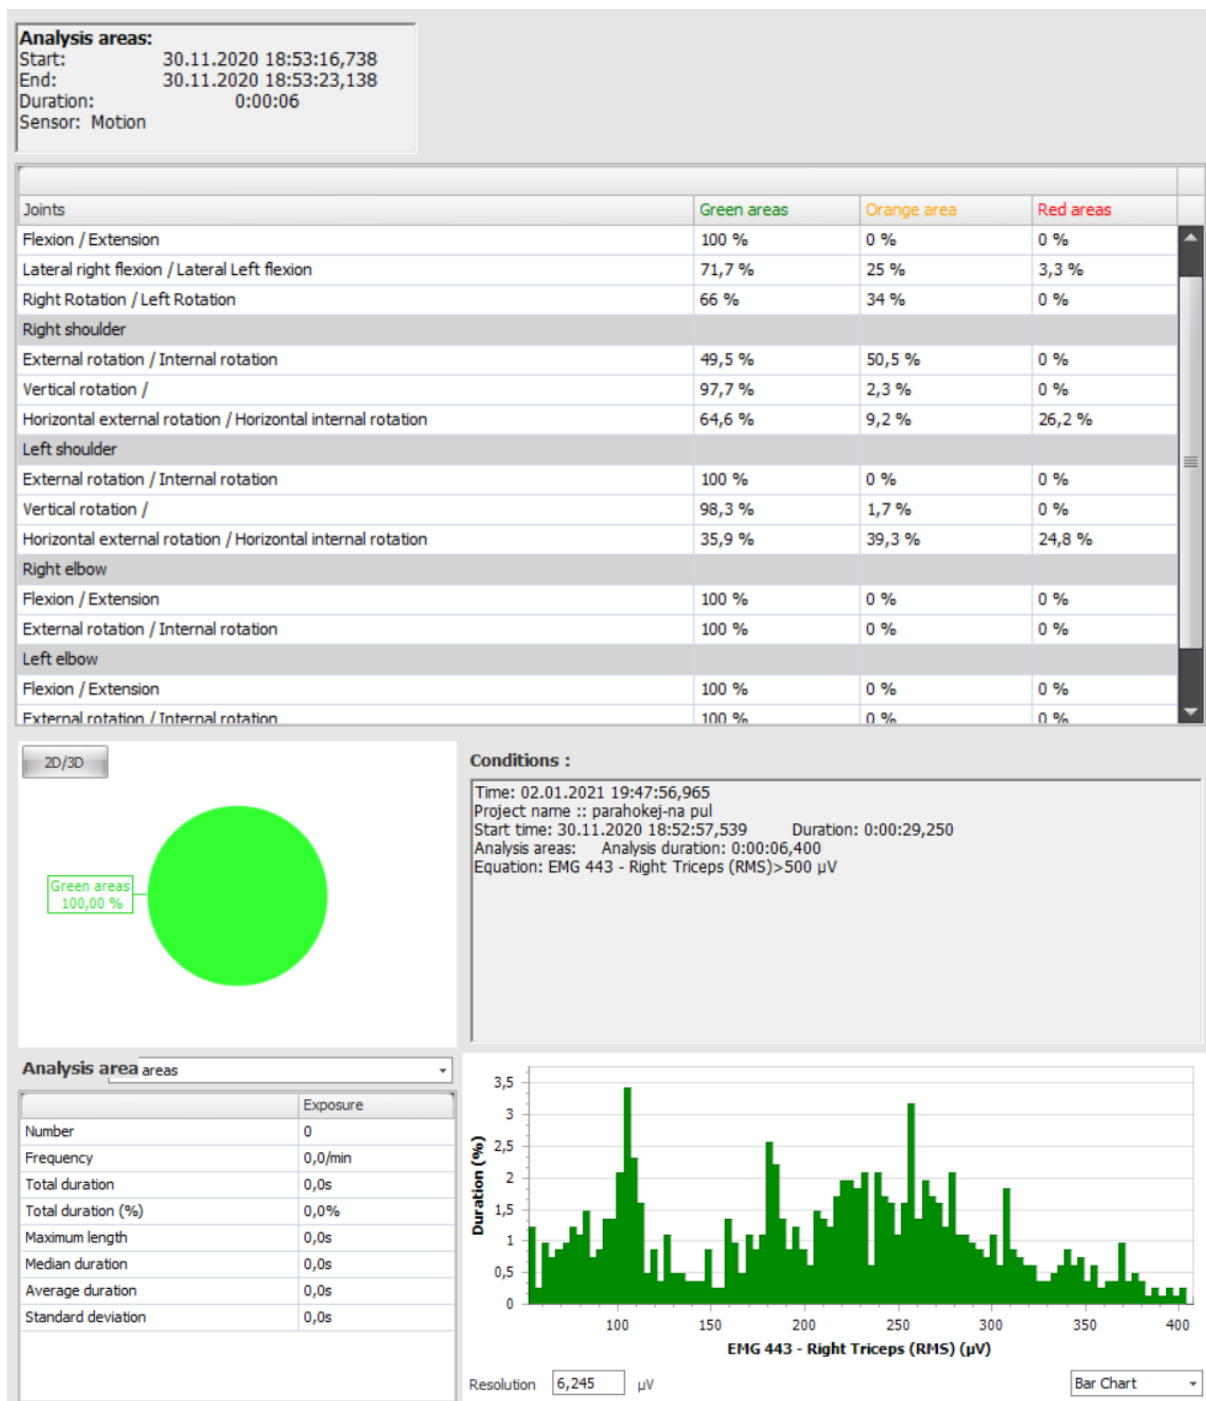 Analysis areas:
Start: 30.11.2020 18:53:16,738
End: 30.11.2020 18:53:23,138
Duration: 0:00:06
Sensor: Motion
Joints Green areas Orange area Red areas
Flexion / Extension 100 % 0 % 0 %
Lateral right flexion / Lateral Left flexion 71,7 % 25 % 3,3 %
Right Rotation / Left Rotation 66 % 34 % 0 %
Right shoulder
External rotation / Internal rotation 49,5 % 50,5 % 0 %
Vertical rotation / 97,7 % 2,3 % 0 %
Horizontal external rotation / Horizontal internal rotation 64,6 % 9,2 % 26,2 %
Left shoulder
External rotation / Internal rotation 100 % 0 % 0 %
Vertical rotation / 98,3 % 1,7 % 0 %
Horizontal external rotation / Horizontal internal rotation 35,9 % 39,3 % 24,8 %
Right elbow
Flexion / Extension 100 % 0 % 0 %
External rotation / Internal rotation 100 % 0 % 0 %
Left elbow
Flexion / Extension 100 % 0 % 0 %
External rotation / Internal rotation 100 % 0 % 0 %
2D/3D
Green areas
100,00 %
Conditions :
Time: 02.01.2021 19:47:56,965
Project name :: parahokej-na pul
Start time: 30.11.2020 18:52:57,539 Duration: 0:00:29,250
Analysis areas: Analysis duration: 0:00:06,400
Equation: EMG 443 - Right Triceps (RMS)>500 µV
Analysis area areas
Exposure
Number 0
Frequency 0,0/min
Total duration 0,0s
Total duration (%) 0,0%
Maximum length 0,0s
Median duration 0,0s
Average duration 0,0s
Standard deviation 0,0s
Duration (%)
3,5
3
2,5
2
1,5
1
0,5
0
100 150 200 250 300 350 400
EMG 443 - Right Triceps (RMS) (µV)
Resolution 6,245 µV
Bar Chart